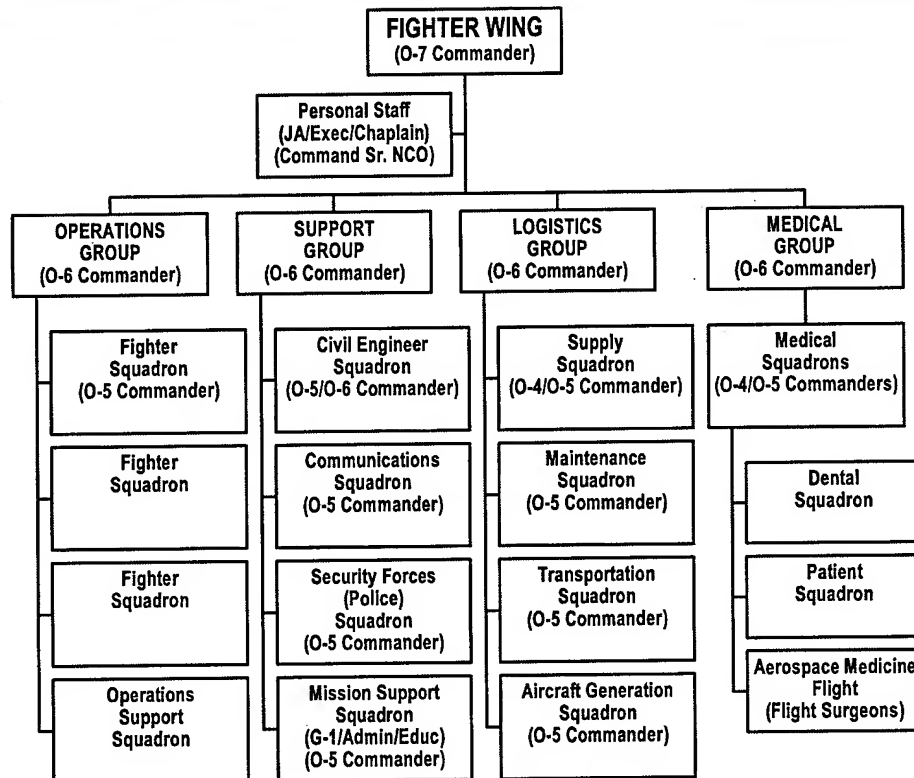 FIGHTER WING
(O-7 Commander)
Personal Staff
(JA/Exec/Chaplain)
(Command Sr. NCO)
OPERATIONS
GROUP
(O-6 Commander)
SUPPORT
GROUP
(O-6 Commander)
LOGISTICS
GROUP
(O-6 Commander)
MEDICAL
GROUP
(O-6 Commander)
Fighter
Squadron
(O-5 Commander)
Fighter
Squadron
Fighter
Squadron
Operations
Support
Squadron
Civil Engineer
Squadron
(O-5/O-6 Commander)
Communications
Squadron
(O-5 Commander)
Security Forces
(Police)
Squadron
(O-5 Commander)
Mission Support
Squadron
(G-1/Admin/Educ)
(O-5 Commander)
Supply
Squadron
(O-4/O-5 Commander)
Maintenance
Squadron
(O-5 Commander)
Transportation
Squadron
(O-5 Commander)
Aircraft Generation
Squadron
(O-5 Commander)
Medical
Squadrons
(O-4/O-5 Commanders)
Dental
Squadron
Patient
Squadron
Aerospace Medicine
Flight
(Flight Surgeons)